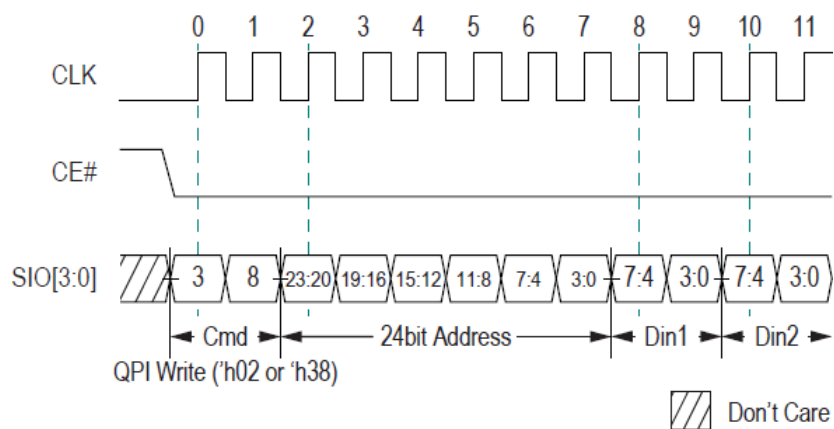 0 1 2 3 4 5 6 7 8 9 10 11
CLK
CE#
SIO[3:0] 3 8 23:20 19:16 15:12 11:8 7:4 3:0 7:4 3:0 7:4 3:0
Cmd 24bit Address Din1 Din2
QPI Write ('h02 or ‘h38)
Don't Care